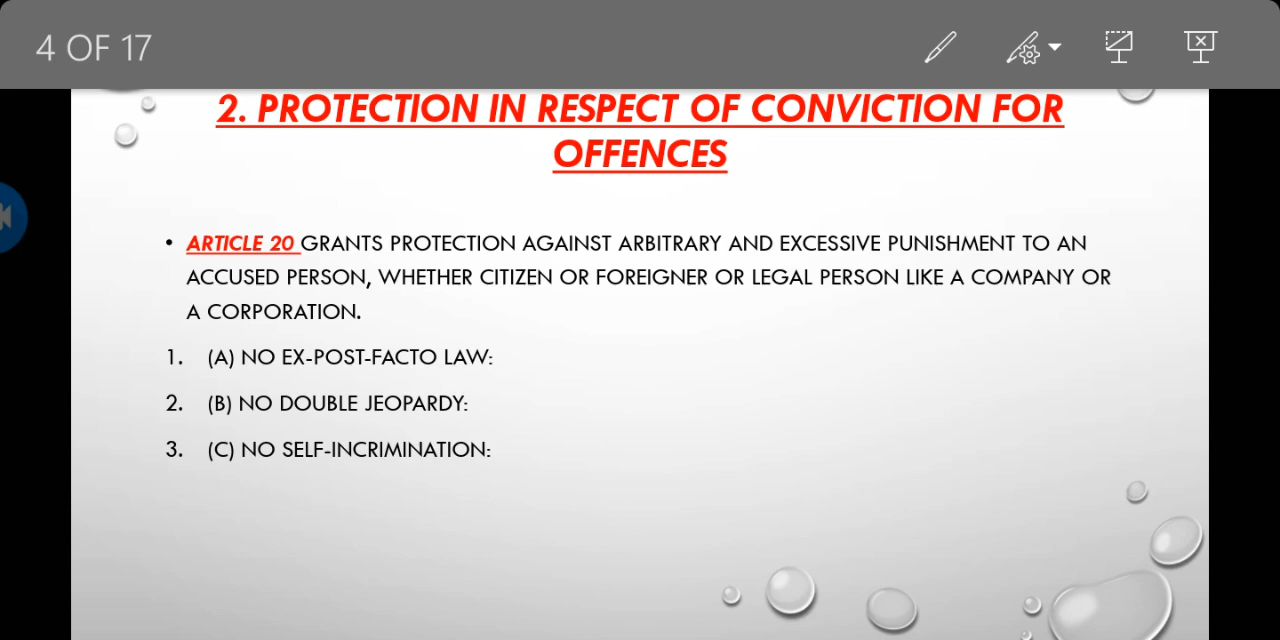 4 OF 17
2. PROTECTION IN RESPECT OF CONVICTION FOR
OFFENCES
• ARTICLE 20 GRANTS PROTECTION AGAINST ARBITRARY AND EXCESSIVE PUNISHMENT TO AN
ACCUSED PERSON, WHETHER CITIZEN OR FOREIGNER OR LEGAL PERSON LIKE A COMPANY OR
A CORPORATION.
1. (A) NO EX-POST-FACTO LAW:
2. (B) NO DOUBLE JEOPARDY:
3. (C) NO SELF-INCRIMINATION: